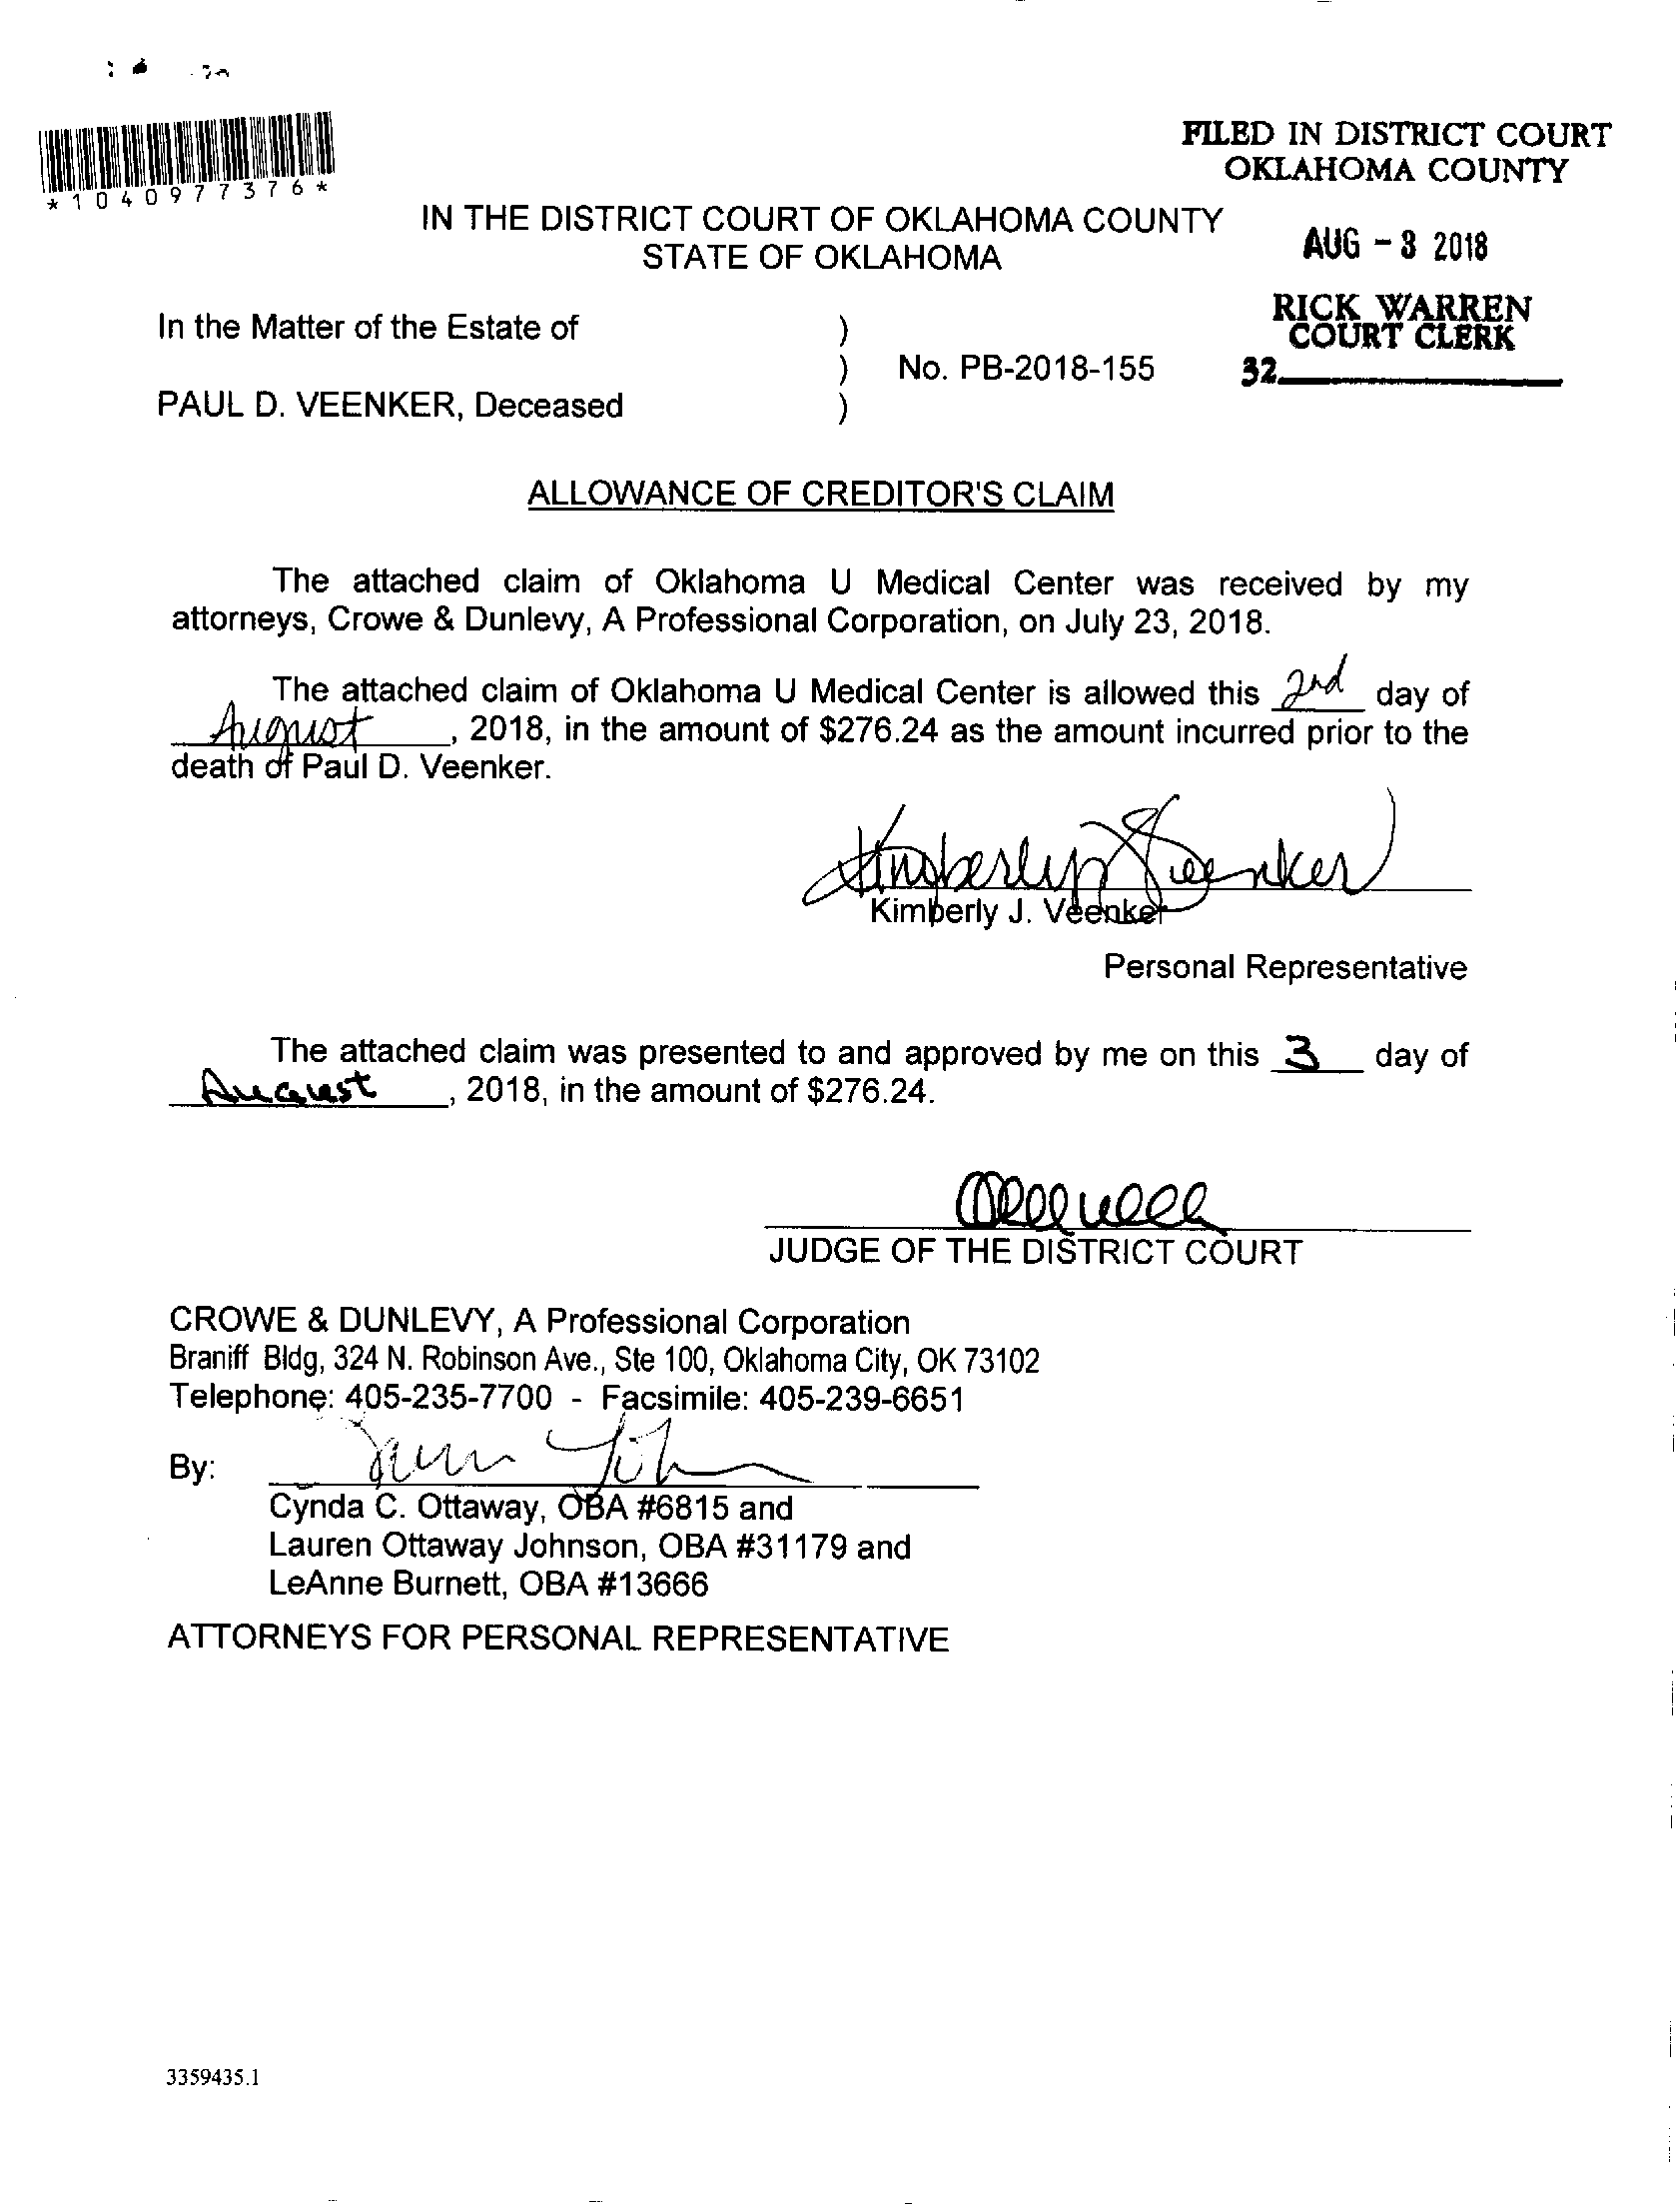 *1040977376*
FILED IN DISTRICT COURT
OKLAHOMA COUNTY
IN THE DISTRICT COURT OF OKLAHOMA COUNTY
STATE OF OKLAHOMA
AUG - 3 2018
RICK WARREN
COURT CLERK
32
In the Matter of the Estate of )
) No. PB-2018-155
PAUL D. VEENKER, Deceased )
ALLOWANCE OF CREDITOR'S CLAIM
The attached claim of Oklahoma U Medical Center was received by my
attorneys, Crowe & Dunlevy, A Professional Corporation, on July 23, 2018.
The attached claim of Oklahoma U Medical Center is allowed this 2nd day of
August, 2018, in the amount of $276.24 as the amount incurred prior to the
death of Paul D. Veenker.
Kimberly J Veenker
Kimberly J. Veenker
Personal Representative
The attached claim was presented to and approved by me on this 3 day of
August, 2018, in the amount of $276.24.
JUDGE OF THE DISTRICT COURT
CROWE & DUNLEVY, A Professional Corporation
Braniff Bldg, 324 N. Robinson Ave., Ste 100, Oklahoma City, OK 73102
Telephone: 405-235-7700 - Facsimile: 405-239-6651
By:
Cynda C. Ottaway, OBA #6815 and
Lauren Ottaway Johnson, OBA #31179 and
LeAnne Burnett, OBA #13666
ATTORNEYS FOR PERSONAL REPRESENTATIVE
3359435.1